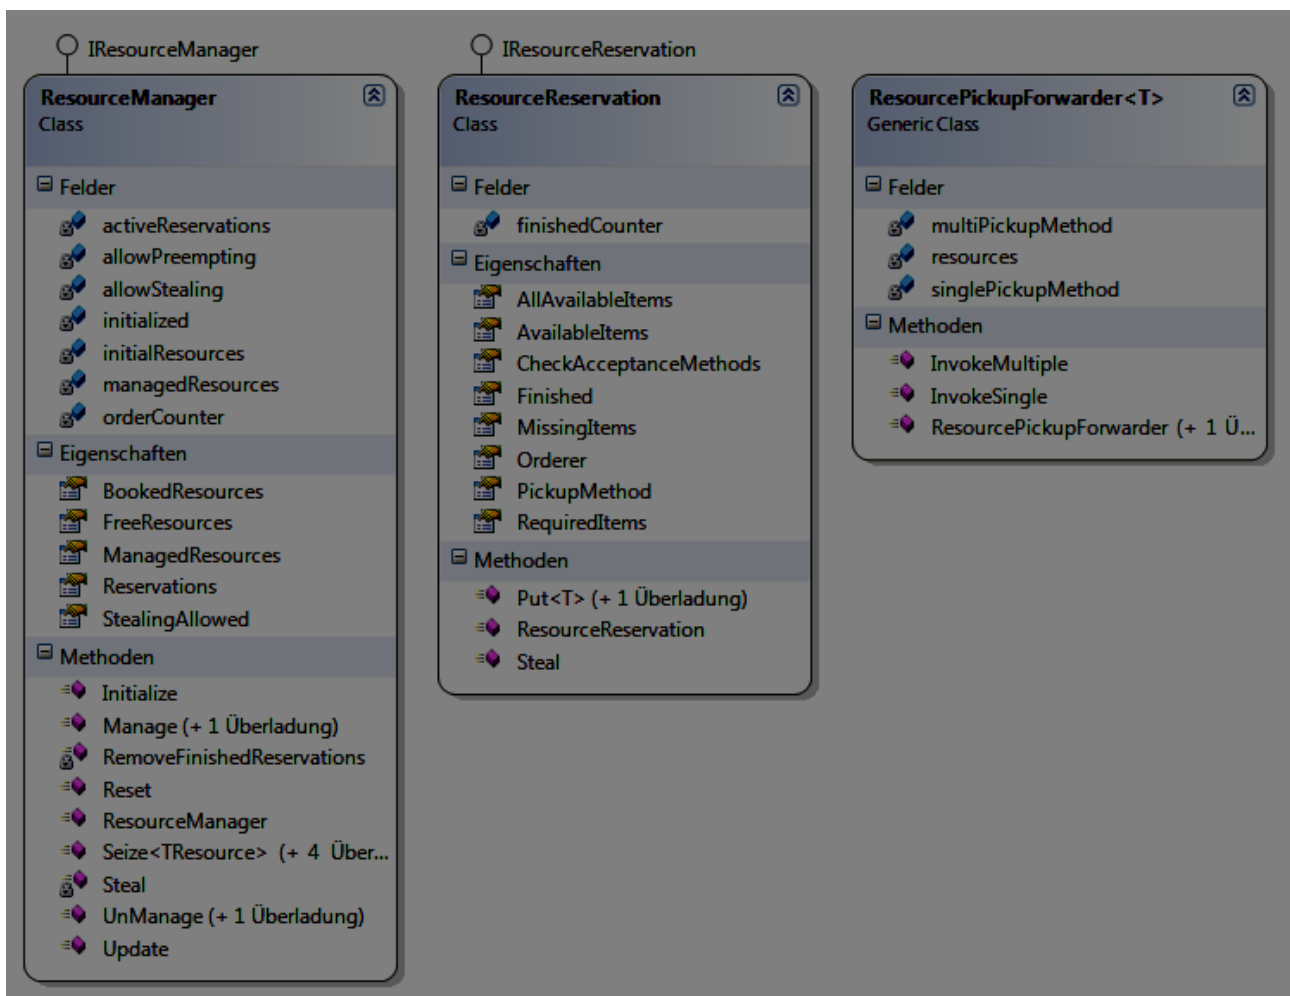 IResourceManager
ResourceManager
Class
Felder
activeReservations
allowPreempting
allowStealing
initialized
initialResources
managedResources
orderCounter
Eigenschaften
BookedResources
FreeResources
ManagedResources
Reservations
StealingAllowed
Methoden
Initialize
Manage (+ 1 Überladung)
RemoveFinishedReservations
Reset
ResourceManager
Seize<TResource> (+ 4 Über...
Steal
UnManage (+ 1 Überladung)
Update
IResourceReservation
ResourceReservation
Class
Felder
finishedCounter
Eigenschaften
AllAvailableItems
AvailableItems
CheckAcceptanceMethods
Finished
MissingItems
Orderer
PickupMethod
RequiredItems
Methoden
Put<T> (+ 1 Überladung)
ResourceReservation
Steal
ResourcePickupForwarder<T>
Generic Class
Felder
multiPickupMethod
resources
singlePickupMethod
Methoden
InvokeMultiple
InvokeSingle
ResourcePickupForwarder (+ 1 Ü...